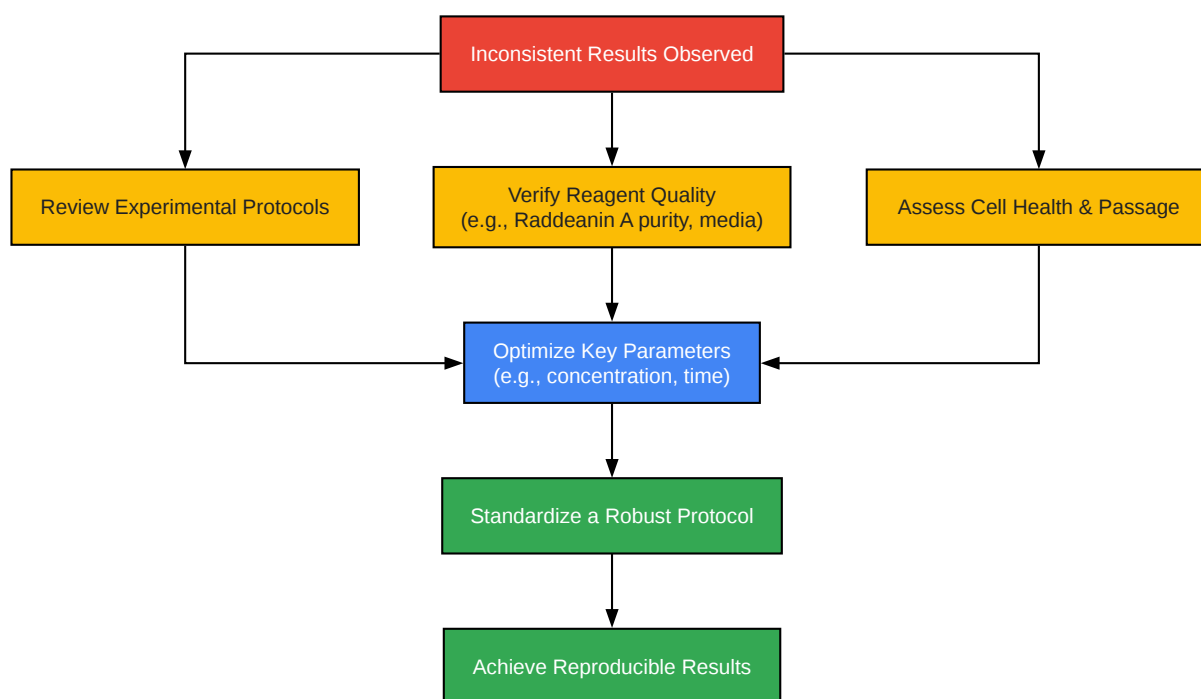 Inconsistent Results Observed
Review Experimental Protocols
Verify Reagent Quality
(e.g., Raddeanin A purity, media)
Assess Cell Health & Passage
Optimize Key Parameters
(e.g., concentration, time)
Standardize a Robust Protocol
Achieve Reproducible Results